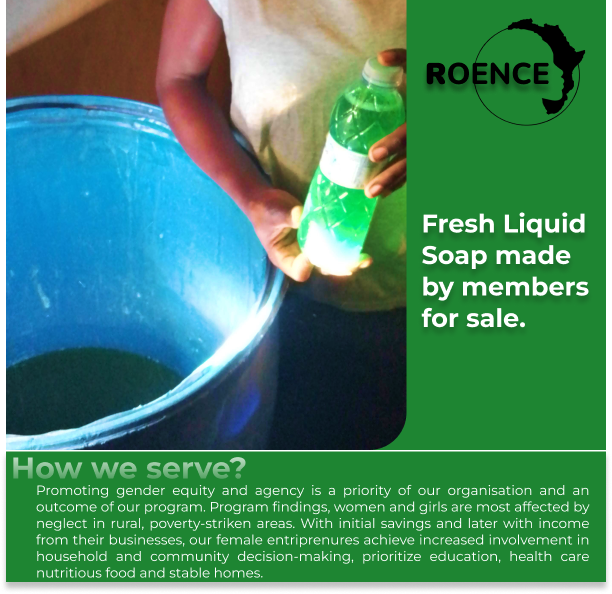 ROENCE
Fresh Liquid
Soap made
by members
for sale.
How we serve?
Promoting gender equity and agency is a priority of our organisation and an
outcome of our program. Program findings, women and girls are most affected by
neglect in rural, poverty-striken areas. With initial savings and later with income
from their businesses, our female entriprenures achieve increased involvement in
household and community decision-making, prioritize education, health care
nutritious food and stable homes.